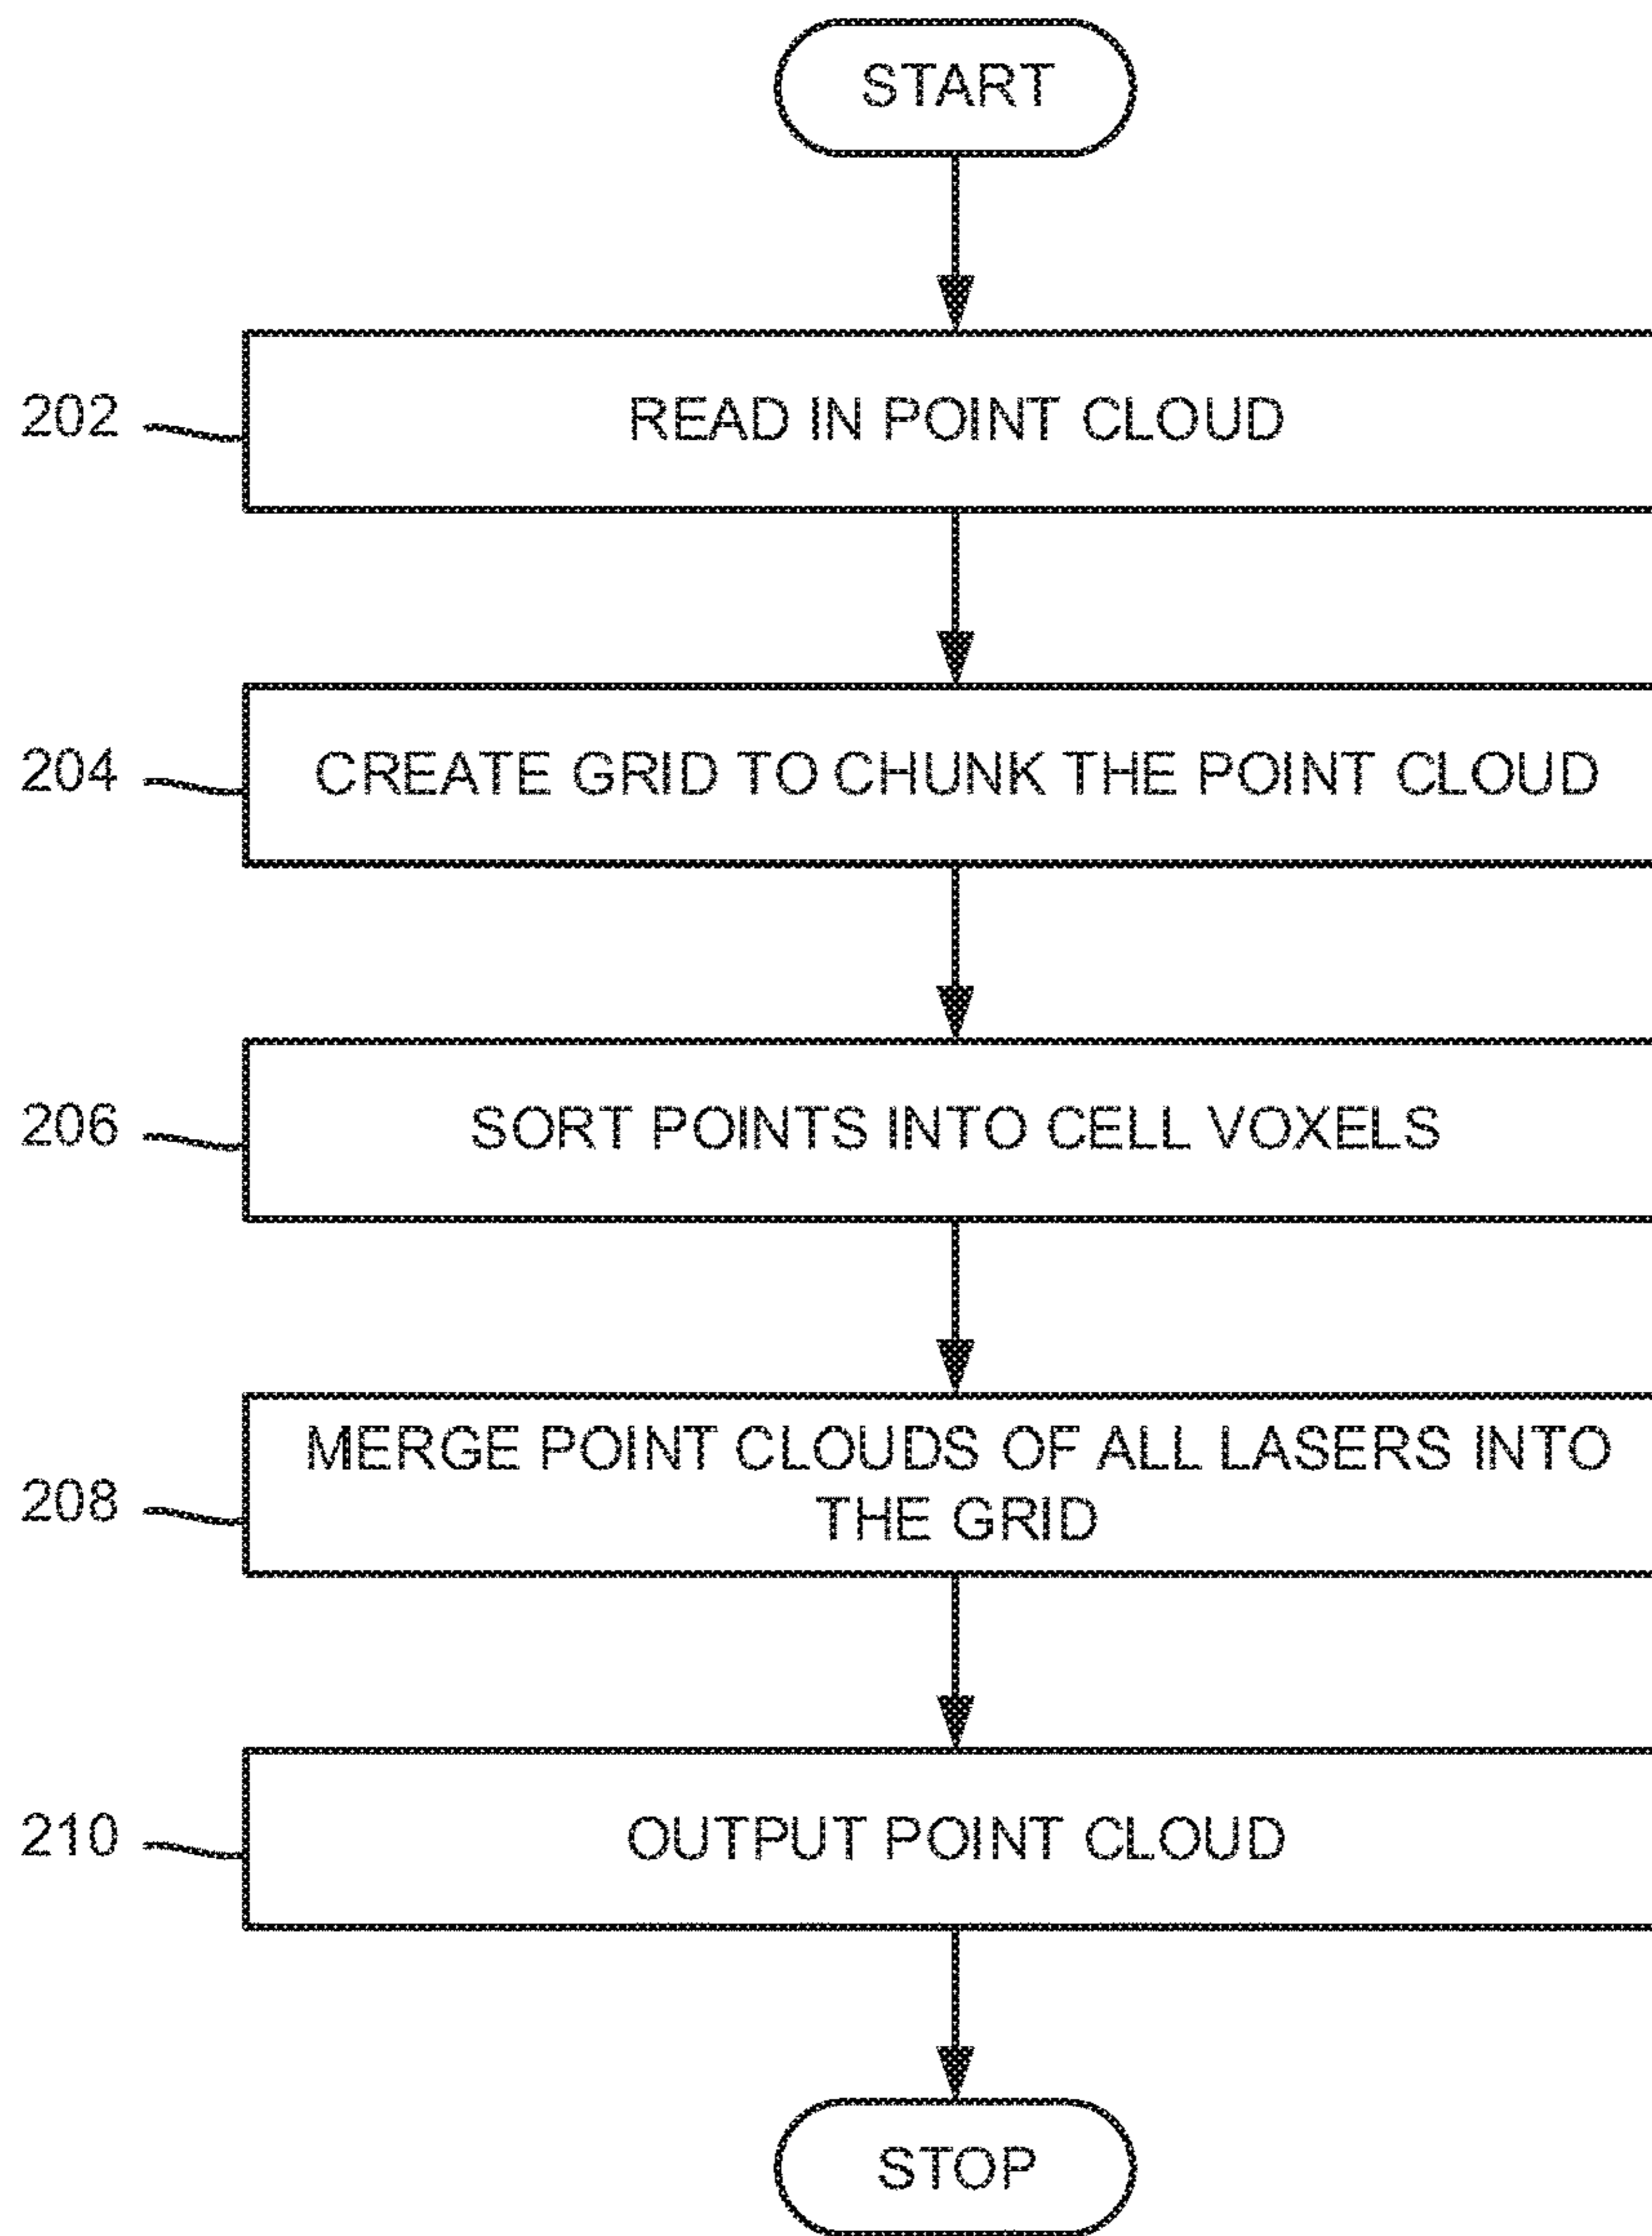 START
202
READ IN POINT CLOUD
204
CREATE GRID TO CHUNK THE POINT CLOUD
206
SORT POINTS INTO CELL VOXELS
208
MERGE POINT CLOUDS OF ALL LASERS INTO
THE GRID
210
OUTPUT POINT CLOUD
STOP